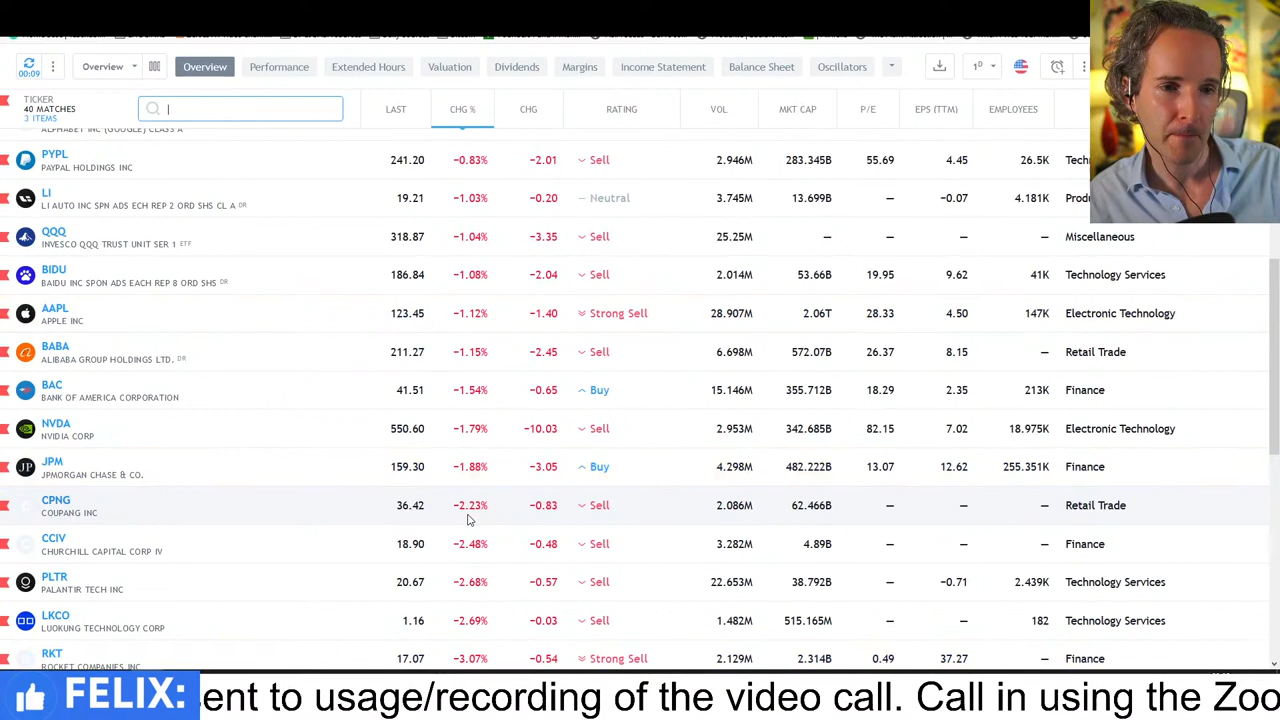 00:09
Overview
Overview
Performance
Extended Hours
Valuation
Dividends
Margins
Income Statement
Balance Sheet
Oscillators
1D
TICKER
40 MATCHES
3 ITEMS
LAST CHG % CHG RATING VOL MKT CAP P/E EPS (TTM) EMPLOYEES
ALPHABET INC (GOOGLE) CLASS A
PYPL 241.20 −0.83% −2.01 Sell 2.946M 283.345B 55.69 4.45 26.5K
PAYPAL HOLDINGS INC
LI 19.21 −1.03% −0.20 — Neutral 3.745M 13.699B — −0.07 4.181K
LI AUTO INC SPN ADS ECH REP 2 ORD SHS CL A DR
QQQ 318.87 −1.04% −3.35 Sell 25.25M — — — — Miscellaneous
INVESCO QQQ TRUST UNIT SER 1 ETF
BIDU 186.84 −1.08% −2.04 Sell 2.014M 53.66B 19.95 9.62 41K Technology Services
BAIDU INC SPON ADS EACH REP 8 ORD SHS DR
AAPL 123.45 −1.12% −1.40 Strong Sell 28.907M 2.06T 28.33 4.50 147K Electronic Technology
APPLE INC
BABA 211.27 −1.15% −2.45 Sell 6.698M 572.07B 26.37 8.15 — Retail Trade
ALIBABA GROUP HOLDINGS LTD. DR
BAC 41.51 −1.54% −0.65 Buy 15.146M 355.712B 18.29 2.35 213K Finance
BANK OF AMERICA CORPORATION
NVDA 550.60 −1.79% −10.03 Sell 2.953M 342.685B 82.15 7.02 18.975K Electronic Technology
NVIDIA CORP
JP JPM 159.30 −1.88% −3.05 Buy 4.298M 482.222B 13.07 12.62 255.351K Finance
JPMORGAN CHASE & CO.
CPNG 36.42 −2.23% −0.83 Sell 2.086M 62.466B — — — Retail Trade
COUPANG INC
CCIV 18.90 −2.48% −0.48 Sell 3.282M 4.89B — — — Finance
CHURCHILL CAPITAL CORP IV
PLTR 20.67 −2.68% −0.57 Sell 22.653M 38.792B — −0.71 2.439K Technology Services
PALANTIR TECH INC
LKCO 1.16 −2.69% −0.03 Sell 1.482M 515.165M — — 182 Technology Services
LUOKUNG TECHNOLOGY CORP
RKT 17.07 −3.07% −0.54 Strong Sell 2.129M 2.314B 0.49 37.27 — Finance
ROCKET COMPANIES INC
FELIX: sent to usage/recording of the video call. Call in using the Zoo